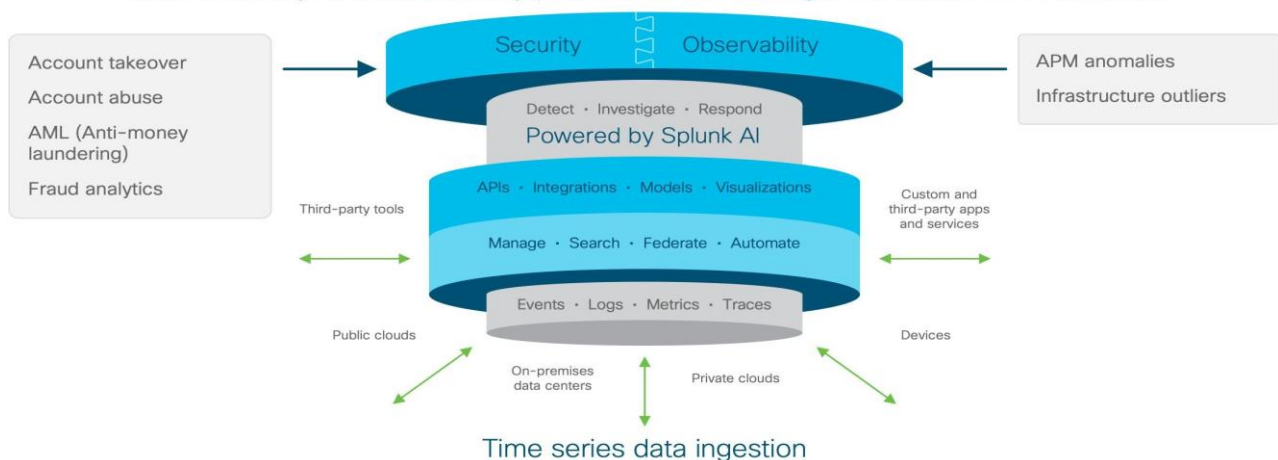 Security
Observability
Account takeover
Account abuse
AML (Anti-money
laundering)
Fraud analytics
APM anomalies
Infrastructure outliers
Detect · Investigate · Respond
Powered by Splunk AI
APIs · Integrations · Models · Visualizations
Third-party tools
Custom and
third-party apps
and services
Manage · Search · Federate · Automate
Events · Logs · Metrics · Traces
Public clouds
Devices
On-premises
data centers
Private clouds
Time series data ingestion